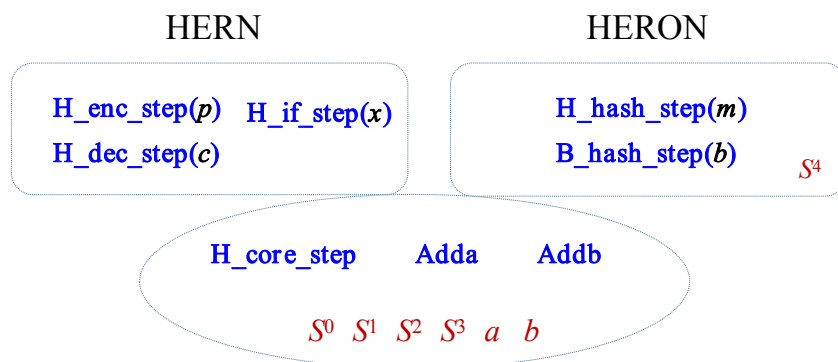 HERN HERON
H_enc_step(p) H_if_step(x) H_hash_step(m)
H_dec_step(c) B_hash_step(b)
S⁴
H_core_step Adda Addb
S⁰ S¹ S² S³ a b